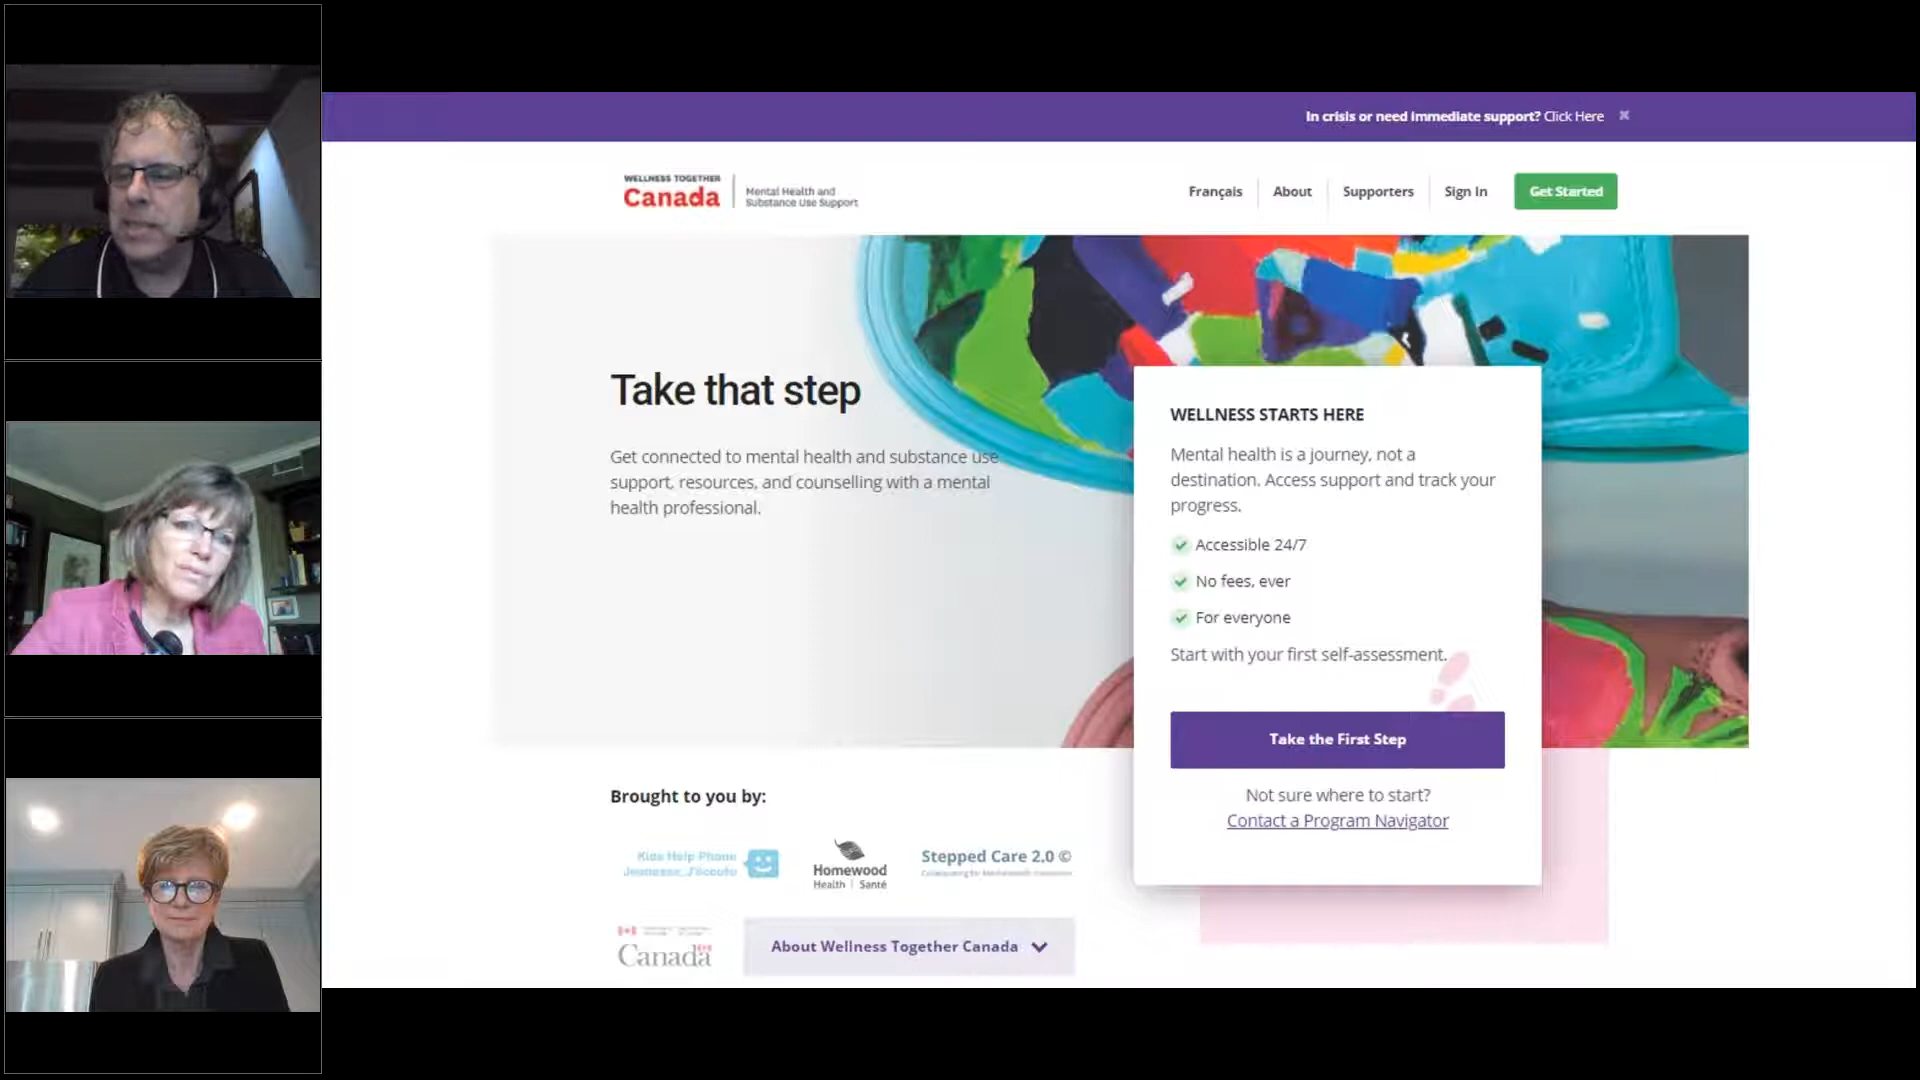 In crisis or need immediate support? Click Here
WELLNESS TOGETHER
Canada
Mental Health and
Substance Use Support
Français
About
Supporters
Sign In
Get Started
Take that step
Get connected to mental health and substance use
support, resources, and counselling with a mental
health professional.
WELLNESS STARTS HERE
Mental health is a journey, not a
destination. Access support and track your
progress.
Accessible 24/7
No fees, ever
For everyone
Start with your first self-assessment.
Take the First Step
Not sure where to start?
Contact a Program Navigator
Brought to you by:
Kids Help Phone
Jeunesse, J'écoute
Homewood
Health | Santé
Stepped Care 2.0 ©
Canada
About Wellness Together Canada